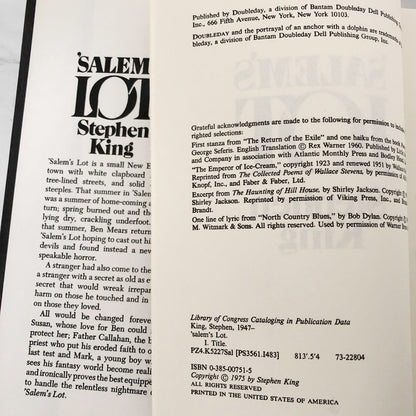 'SALEM'S
LOT
Stephen
King
'Salem's Lot is a small New E
town with white clapboard
tree-lined streets, and solid
steeples. That summer in 'Salem
was a summer of home-coming a
turn; spring burned out and th
lying dry, crackling underfoot.
that summer, Ben Mears return
'Salem's Lot hoping to cast out hi
devils and found instead a new
speakable horror.
A stranger had also come to the
a stranger with a secret as old as e
secret that would wreak irrepar
harm on those he touched and in
on those they loved.
All would be changed forever
Susan, whose love for Ben could
protect her; Father Callahan, the b
priest who put his eroded faith to o
last test and Mark, a young boy w
sees his fantasy world become realit
and ironically proves the best equippe
to handle the relentless nightmare
'Salem's Lot.
Published by Doubleday, a division of Bantam Doubleday Dell Publishing
Inc., 666 Fifth Avenue, New York, New York 10103.
DOUBLEDAY and the portrayal of an anchor with a dolphin are trademarks
bleday, a division of Bantam Doubleday Dell Publishing Group, Inc.
Grateful acknowledgments are made to the following for permission to
righted selections:
First stanza from "The Return of the Exile" and one haiku from the book
George Seferis. English Translation © Rex Warner 1960. Published by
and Company in association with Atlantic Monthly Press and Bodley
"The Emperor of Ice-Cream," copyright 1923 and renewed 1951 by Wallace
Reprinted from The Collected Poems of Wallace Stevens, by permission
Knopf, Inc., and Faber & Faber, Ltd.
Excerpt from The Haunting of Hill House, by Shirley Jackson. Copyright
Shirley Jackson. Reprinted by permission of Viking Press, Inc., and
Brandt.
One line of lyric from "North Country Blues," by Bob Dylan. Copyright
M. Witmark & Sons. All rights reserved. Used by permission of Warner
Library of Congress Cataloging in Publication Data
King, Stephen, 1947–
'salem's Lot.
I. Title.
PZ4.K5227Sal [PS3561.I483] 813'.5'4 73-22804
ISBN 0-385-00751-5
Copyright © 1975 by Stephen King
ALL RIGHTS RESERVED
PRINTED IN THE UNITED STATES OF AMERICA